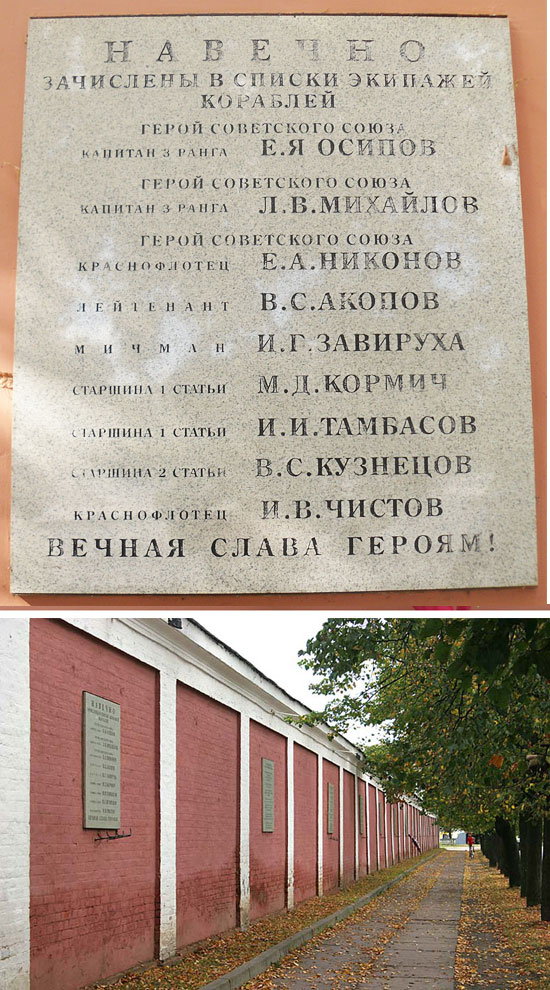 НАВЕЧНО
ЗАЧИСЛЕНЫ В СПИСКИ ЭКИПАЖЕЙ
КОРАБЛЕЙ
ГЕРОЙ СОВЕТСКОГО СОЮЗА
КАПИТАН 3 РАНГА Е.Я ОСИПОВ
ГЕРОЙ СОВЕТСКОГО СОЮЗА
КАПИТАН 3 РАНГА Л.В.МИХАЙЛОВ
ГЕРОЙ СОВЕТСКОГО СОЮЗА
КРАСНОФЛОТЕЦ Е.А.НИКОНОВ
ЛЕЙТЕНАНТ В.С.АКОПОВ
МИЧМАН И.Г.ЗАВИРУХА
СТАРШИНА 1 СТАТЬИ М.Д.КОРМИЧ
СТАРШИНА 1 СТАТЬИ И.И.ТАМБАСОВ
СТАРШИНА 2 СТАТЬИ В.С.КУЗНЕЦОВ
КРАСНОФЛОТЕЦ И.В.ЧИСТОВ
ВЕЧНАЯ СЛАВА ГЕРОЯМ!
НАВЕЧНО